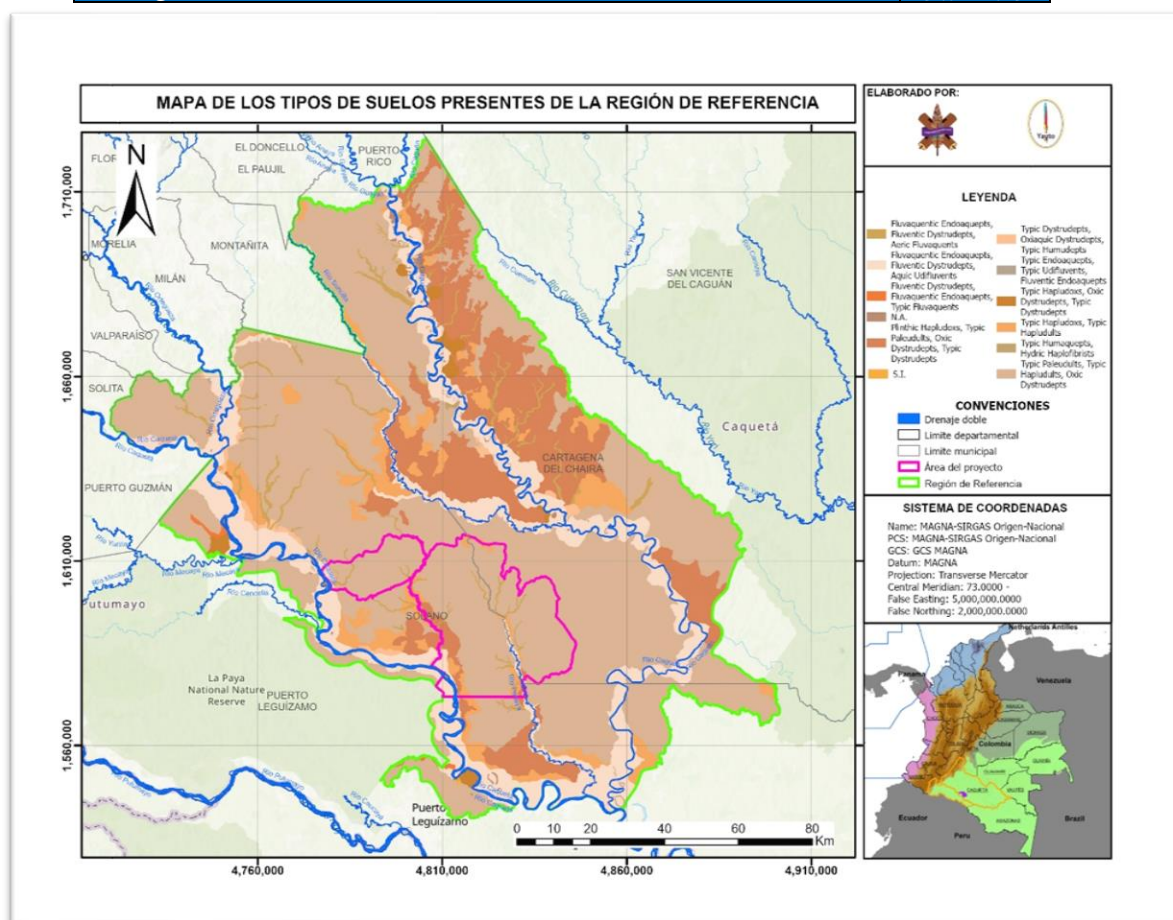 MAPA DE LOS TIPOS DE SUELOS PRESENTES DE LA REGIÓN DE REFERENCIA
ELABORADO POR:
Yauto
N
EL DONCELLO
PUERTO
RICO
EL PAUJIL
MORELIA
MONTAÑITA
MILÁN
SAN VICENTE
DEL CAGUÁN
VALPARAÍSO
SOLITA
Caquetá
CARTAGENA
DEL CHAIRA
PUERTO GUZMÁN
Río Caquetá
SOLANO
La Paya
National Nature
Reserve
PUERTO
LEGUÍZAMO
Río Putumayo
Puerto
Leguízamo
0 10 20 40 60 80
Km
1,710,000
1,660,000
1,610,000
1,560,000
4,760,000
4,810,000
4,860,000
4,910,000
LEYENDA
Fluvaquentic Endoaquepts,
Fluventic Dystrudepts,
Aeric Fluvaquents
Fluvaquentic Endoaquepts,
Fluventic Dystrudepts,
Aquic Udifluvents
Fluventic Dystrudepts,
Fluvaquentic Endoaquepts,
Typic Fluvaquents
N.A.
Plinthic Hapludoxs, Typic
Paleudults, Oxic
Dystrudepts, Typic
Dystrudepts
S.I.
Typic Dystrudepts,
Oxiaquic Dystrudepts,
Typic Humudepts
Typic Endoaquepts,
Typic Udifluvents,
Fluventic Endoaquepts
Typic Hapludoxs, Oxic
Dystrudepts, Typic
Dystrudepts
Typic Hapludoxs, Typic
Hapludults
Typic Humaquepts,
Hydric Haplofibrists
Typic Paleudults, Typic
Hapludults, Oxic
Dystrudepts
CONVENCIONES
Drenaje doble
Limite departamental
Limite municipal
Área del proyecto
Región de Referencia
SISTEMA DE COORDENADAS
Name: MAGNA-SIRGAS Origen-Nacional
PCS: MAGNA-SIRGAS Origen-Nacional
GCS: GCS MAGNA
Datum: MAGNA
Projection: Transverse Mercator
Central Meridian: 73.0000 -
False Easting: 5,000,000.0000
False Northing: 2,000,000.0000
Netherlands Antilles
Panama
Venezuela
Colombia
Ecuador
Peru
Brazil